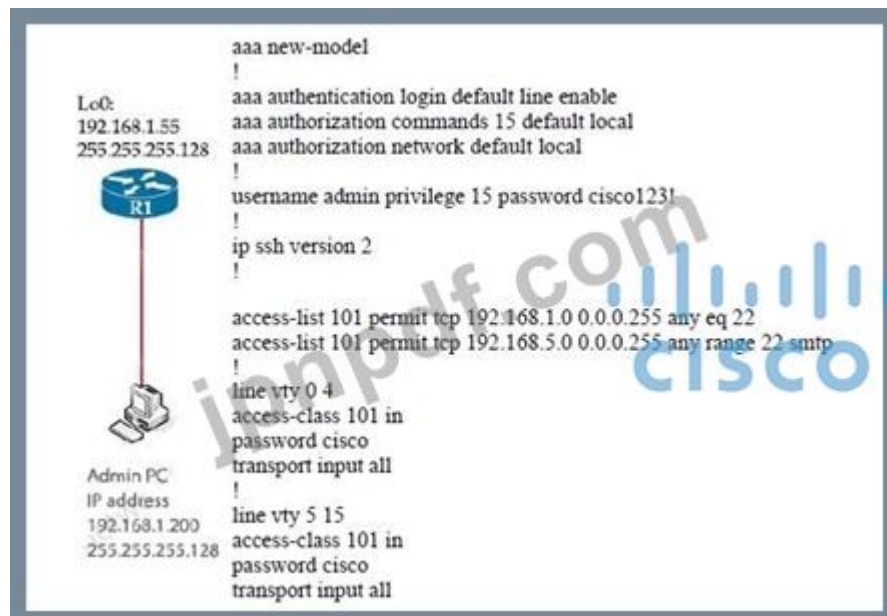 aaa new-model
!
aaa authentication login default line enable
aaa authorization commands 15 default local
aaa authorization network default local
!
username admin privilege 15 password cisco123!
!
ip ssh version 2
!
access-list 101 permit tcp 192.168.1.0 0.0.0.255 any eq 22
access-list 101 permit tcp 192.168.5.0 0.0.0.255 any range 22 smtp
!
line vty 0 4
access-class 101 in
password cisco
transport input all
!
line vty 5 15
access-class 101 in
password cisco
transport input all
Lo0:
192.168.1.55
255.255.255.128
R1
Admin PC
IP address
192.168.1.200
255.255.255.128
jpnpdf.com
CISCO